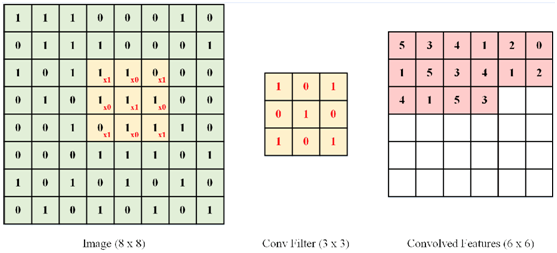 1 1 1 0 0 0 1 0
0 1 1 1 0 0 0 1
1 0 1 1x1 1x0 0x1 0 0
0 1 0 1x0 1x1 1x0 0 0
0 0 1 0x1 1x0 1x1 0 0
0 0 0 1 1 1 0 1
1 0 1 0 1 0 1 0
0 1 0 1 0 1 0 1
Image (8 x 8)
1 0 1
0 1 0
1 0 1
Conv Filter (3 x 3)
5 3 4 1 2 0
1 5 3 4 1 2
4 1 5 3
Convolved Features (6 x 6)